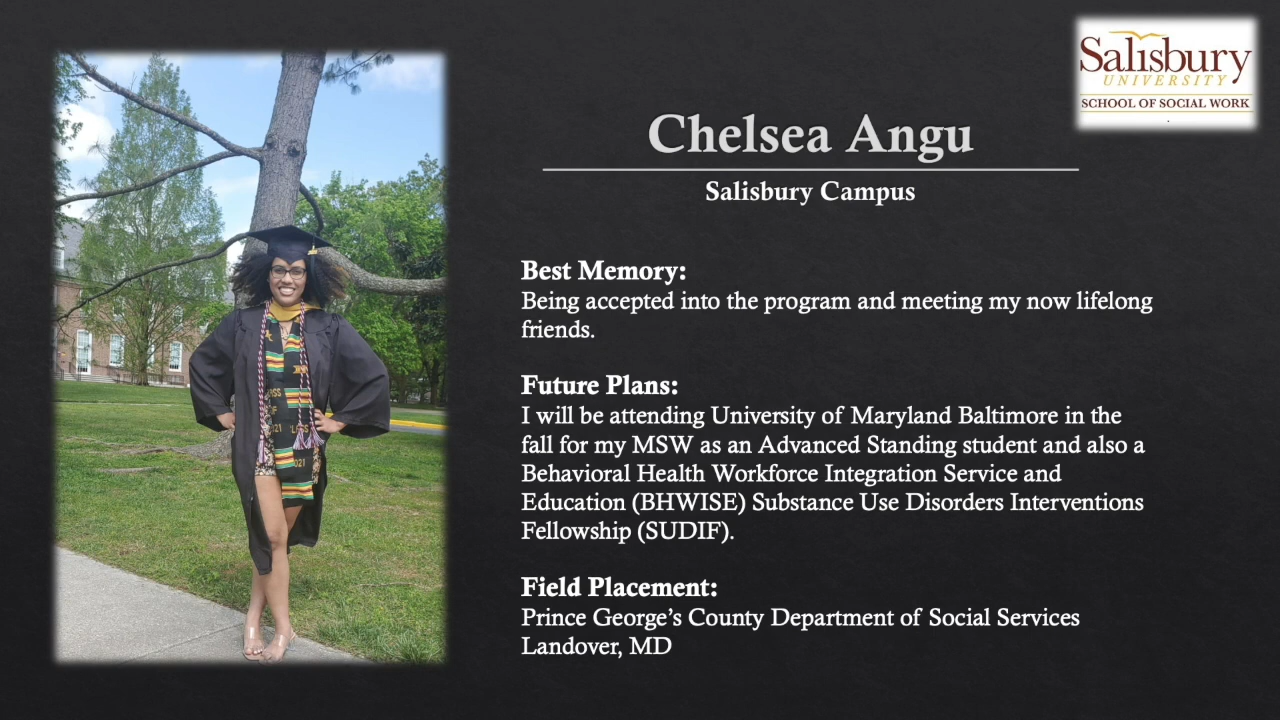 Salisbury
UNIVERSITY
SCHOOL OF SOCIAL WORK
Chelsea Angu
Salisbury Campus
Best Memory:
Being accepted into the program and meeting my now lifelong
friends.
Future Plans:
I will be attending University of Maryland Baltimore in the
fall for my MSW as an Advanced Standing student and also a
Behavioral Health Workforce Integration Service and
Education (BHWISE) Substance Use Disorders Interventions
Fellowship (SUDIF).
Field Placement:
Prince George’s County Department of Social Services
Landover, MD
OF
2021